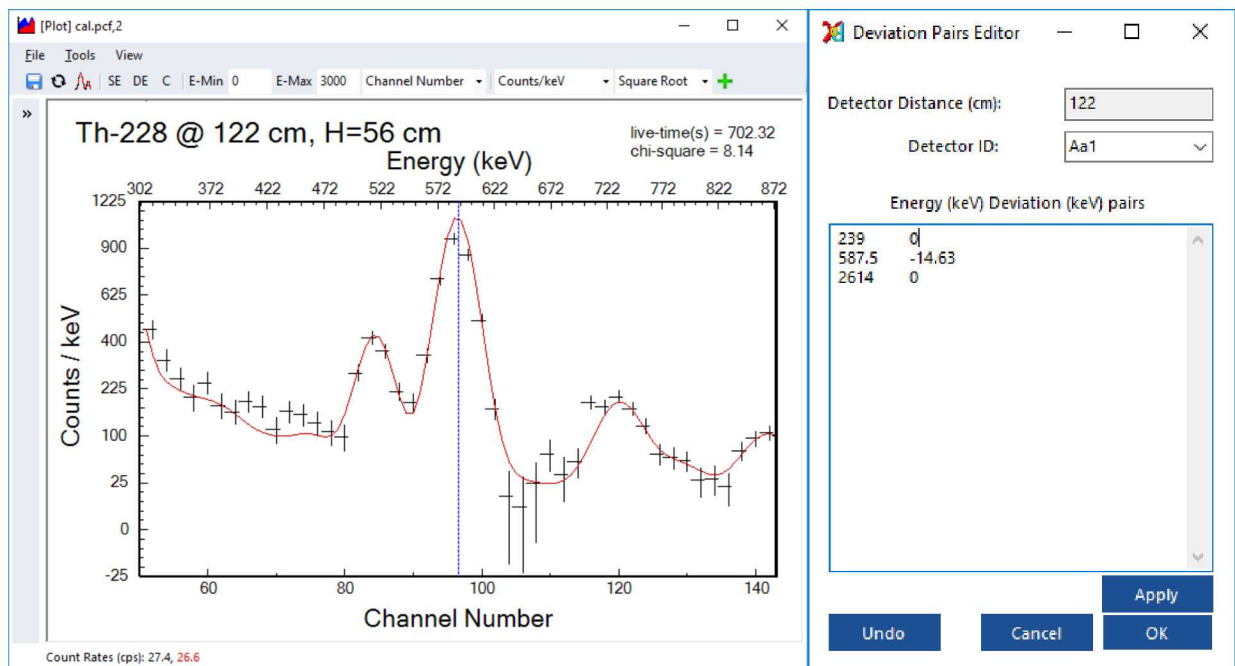 [Plot] cal.pcf,2
File Tools View
SE DE C E-Min 0 E-Max 3000 Channel Number Counts/keV Square Root
»
Th-228 @ 122 cm, H=56 cm
live-time(s) = 702.32
chi-square = 8.14
Energy (keV)
302 372 422 472 522 572 622 672 722 772 822 872
1225
900
625
400
225
100
25
0
-25
Counts / keV
60 80 100 120 140
Channel Number
Count Rates (cps): 27.4, 26.6
Deviation Pairs Editor
Detector Distance (cm): 122
Detector ID: Aa1
Energy (keV) Deviation (keV) pairs
239 0
587.5 -14.63
2614 0
Apply
Undo Cancel OK